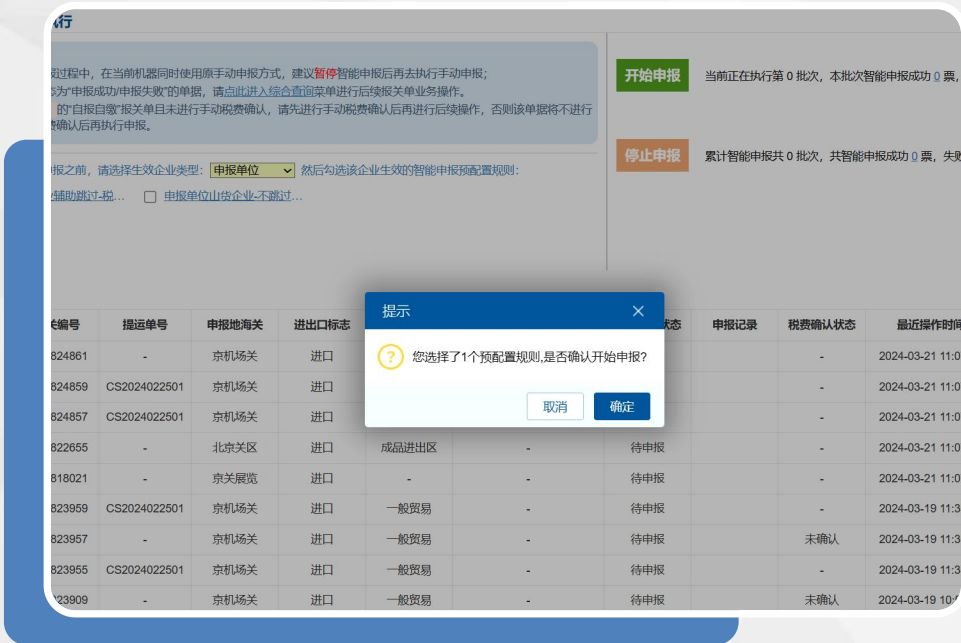 执行
过程中，在当前机器同时使用原手动申报方式，建议暂停智能申报后再去执行手动申报；
为“申报成功/申报失败”的单据，请点此进入综合查询菜单进行后续报关单业务操作。
的“自报自缴”报关单且未进行手动税费确认，请先进行手动税费确认后再进行后续操作，否则该单据将不进行
确认后再执行申报。
开始申报 当前正在执行第 0 批次，本批次智能申报成功 0 票，
停止申报 累计智能申报共 0 批次，共智能申报成功 0 票，失败
报之前，请选择生效企业类型： 申报单位 然后勾选该企业生效的智能申报预配置规则：
辅助跳过-税… 申报单位山货企业-不跳过…
提示
您选择了1个预配置规则,是否确认开始申报?
取消 确定
编号 提运单号 申报地海关 进出口标志 状态 申报记录 税费确认状态 最近操作时间
824861 - 京机场关 进口 - 2024-03-21 11:0
824859 CS2024022501 京机场关 进口 - 2024-03-21 11:0
824857 CS2024022501 京机场关 进口 - 2024-03-21 11:0
822655 - 北京关区 进口 成品进出区 - 待申报 - 2024-03-21 11:0
818021 - 京关展览 进口 - - 待申报 - 2024-03-21 11:0
823959 CS2024022501 京机场关 进口 一般贸易 - 待申报 - 2024-03-19 11:3
823957 - 京机场关 进口 一般贸易 - 待申报 未确认 2024-03-19 11:3
823955 CS2024022501 京机场关 进口 一般贸易 - 待申报 - 2024-03-19 11:3
23909 - 京机场关 进口 一般贸易 - 待申报 未确认 2024-03-19 10: